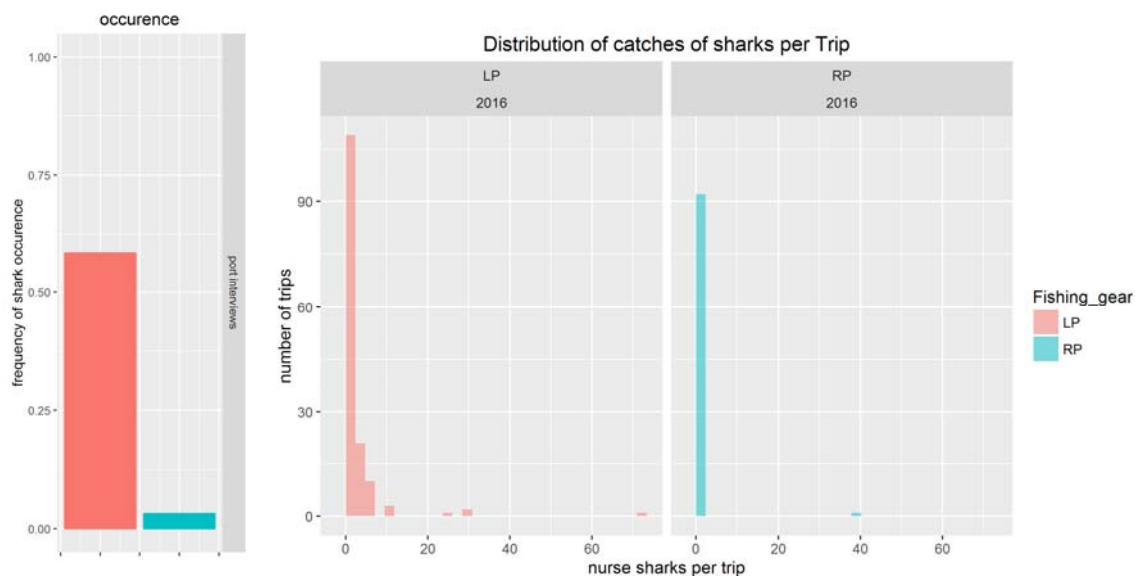 occurence
frequency of shark occurence
1.00
0.75
0.50
0.25
0.00
port interviews
Distribution of catches of sharks per Trip
LP
RP
2016
2016
number of trips
90
60
30
0
0 20 40 60
0 20 40 60
nurse sharks per trip
Fishing_gear
LP
RP